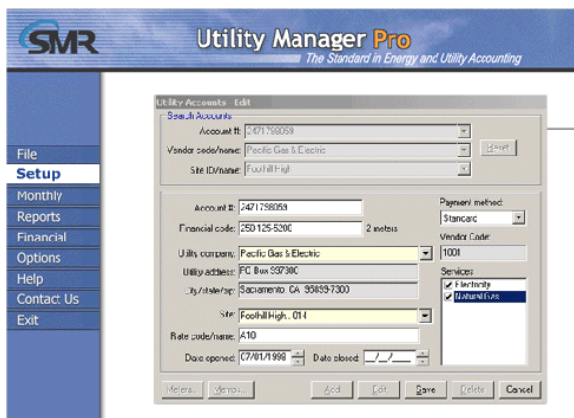 SMR
Utility Manager Pro
The Standard in Energy and Utility Accounting
Utility Accounts - Edit
Search Accounts
Account #: 2471798059
Vendor code/name: Pacific Gas & Electric
Reset
Site ID/name: Foothill High
File
Setup
Monthly
Reports
Financial
Options
Help
Contact Us
Exit
Account #: 2471798059
Payment method:
Standard
Financial code: 250-125-5200 2 meters
Vendor Code:
1001
Utility company: Pacific Gas & Electric
Utility address: PO Box 997300
City/state/zip: Sacramento CA 95899-7300
Services
Electricity
Natural Gas
Site: Foothill High.. 014
Rate code/name: A10
Date opened: 07/01/1998 Date closed: __/__/____
Meters... Memos... Add Edit Save Delete Cancel